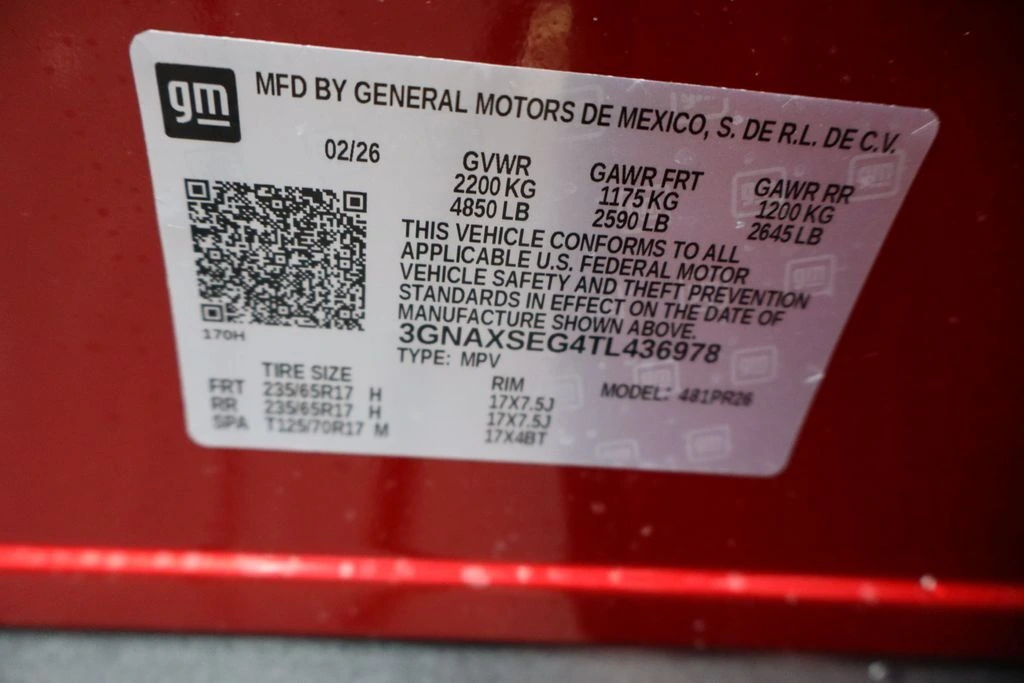 gm MFD BY GENERAL MOTORS DE MEXICO, S. DE R.L. DE C.V.
02/26
GVWR GAWR FRT GAWR RR
2200 KG 1175 KG 1200 KG
4850 LB 2590 LB 2645 LB
THIS VEHICLE CONFORMS TO ALL
APPLICABLE U.S. FEDERAL MOTOR
VEHICLE SAFETY AND THEFT PREVENTION
STANDARDS IN EFFECT ON THE DATE OF
MANUFACTURE SHOWN ABOVE.
170H
3GNAXSEG4TL436978
TYPE: MPV
TIRE SIZE RIM MODEL: 481PR26
FRT 235/65R17 H 17X7.5J
RR 235/65R17 H 17X7.5J
SPA T125/70R17 M 17X4BT